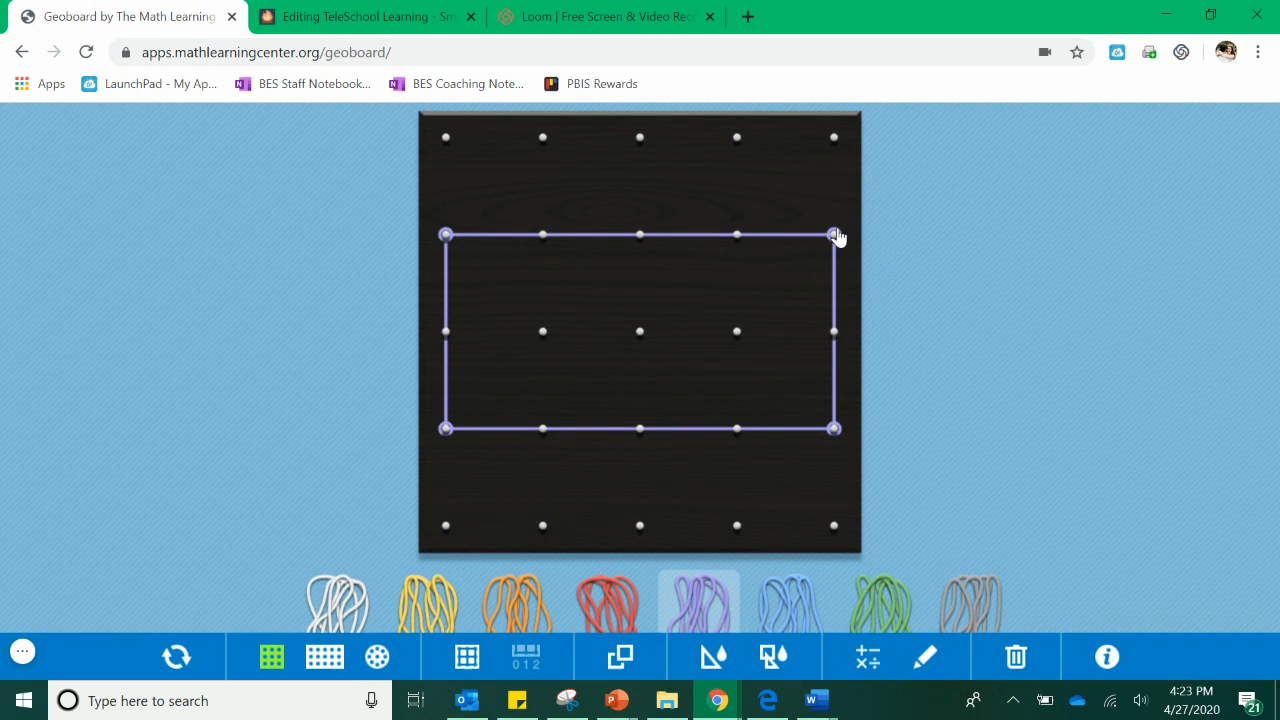 Geoboard by The Math Learning
Editing TeleSchool Learning - Sm
Loom | Free Screen & Video Rec
apps.mathlearningcenter.org/geoboard/
Apps
LaunchPad - My Ap...
BES Staff Notebook...
BES Coaching Note...
PBIS Rewards
0 1 2
Type here to search
4:23 PM
4/27/2020
21